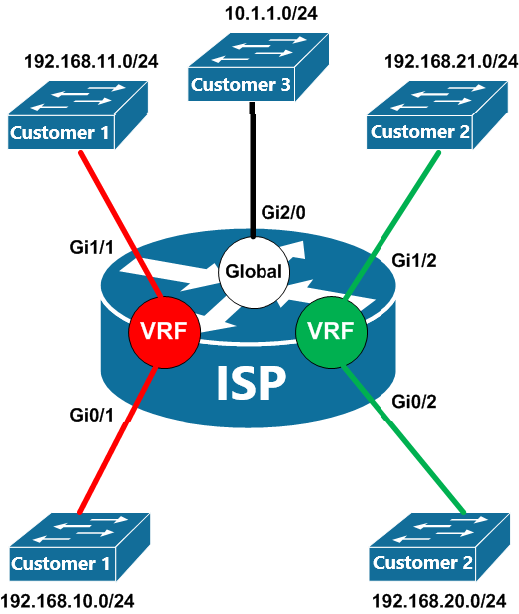 10.1.1.0/24
192.168.11.0/24
192.168.21.0/24
Customer 3
Customer 1
Customer 2
Gi2/0
Gi1/1
Gi1/2
Global
VRF
VRF
ISP
Gi0/1
Gi0/2
Customer 1
Customer 2
192.168.10.0/24
192.168.20.0/24